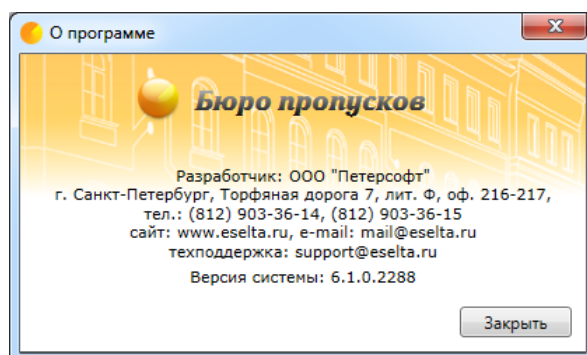 О программе
Бюро пропусков
Разработчик: ООО "Петерсофт"
г. Санкт-Петербург, Торфяная дорога 7, лит. Ф, оф. 216-217,
тел.: (812) 903-36-14, (812) 903-36-15
сайт: www.eselta.ru, e-mail: mail@eselta.ru
техподдержка: support@eselta.ru
Версия системы: 6.1.0.2288
Закрыть